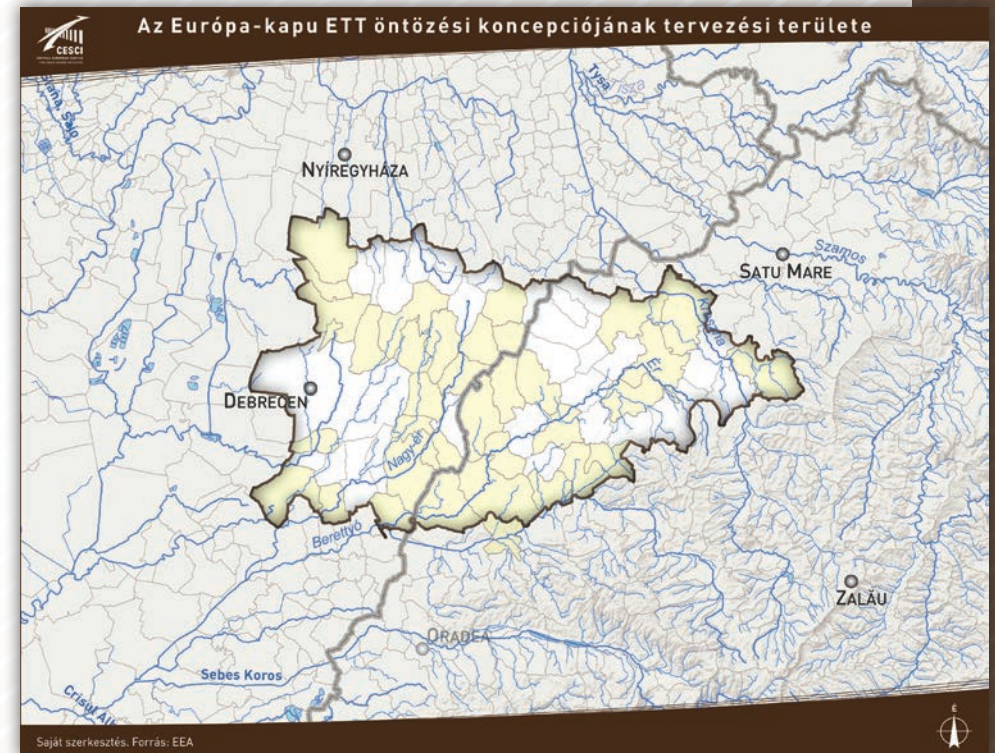 Az Európa-kapu ETT öntözési koncepciójának tervezési területe
CESCI
Tysa
Tisza
NYÍREGYHÁZA
Szamos
SATU MARE
Kraszna
Ér
DEBRECEN
Nagy-ér
Berettyó
ZALĂU
ORADEA
Sebes Koros
Crisul Alb
É
Saját szerkesztés. Forrás: EEA